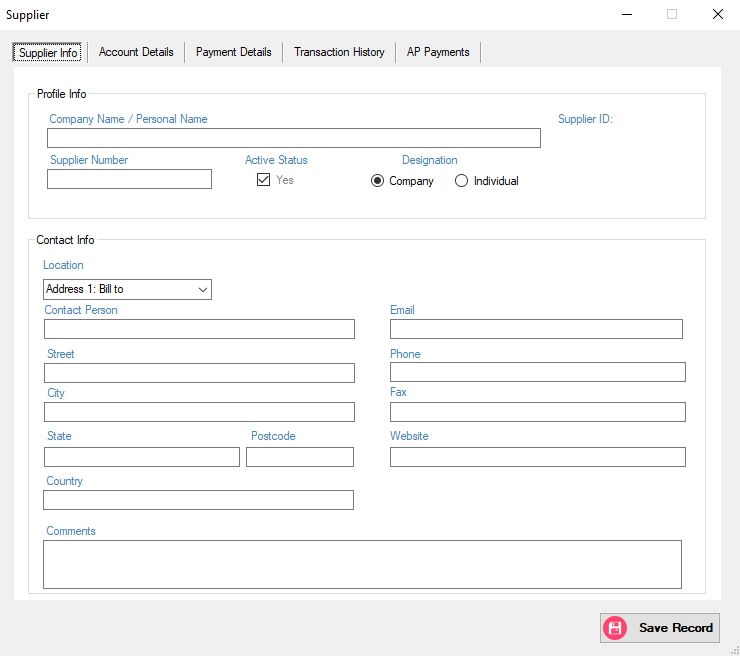 Supplier
Supplier Info Account Details Payment Details Transaction History AP Payments
Profile Info
Company Name / Personal Name Supplier ID:
Supplier Number Active Status Designation
Yes Company Individual
Contact Info
Location
Address 1: Bill to
Contact Person Email
Street Phone
City Fax
State Postcode Website
Country
Comments
Save Record